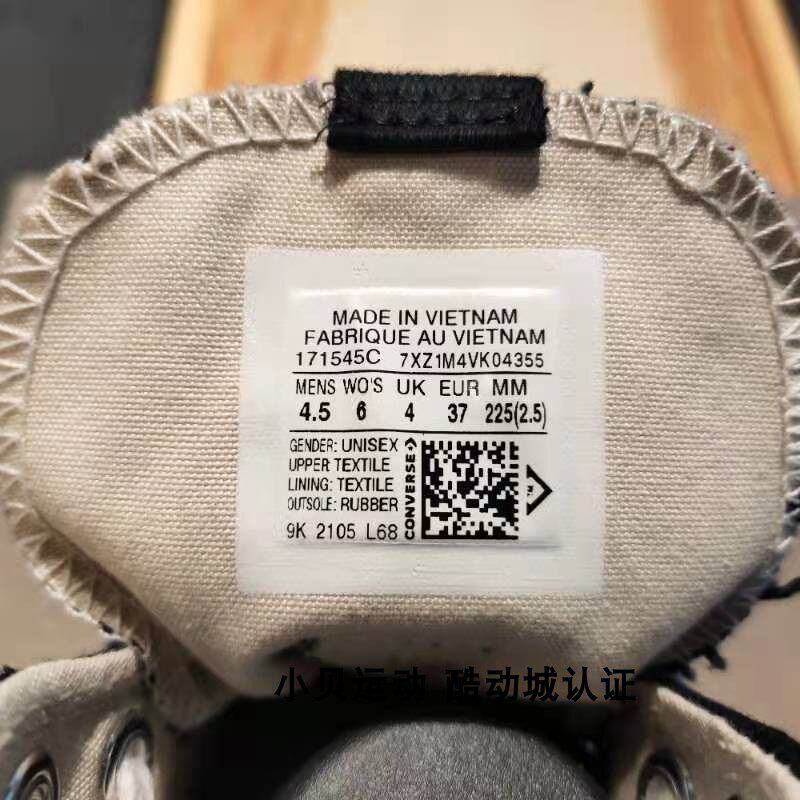 MADE IN VIETNAM
FABRIQUE AU VIETNAM
171545C 7XZ1M4VK04355
MENS WO'S UK EUR MM
4.5 6 4 37 225(2.5)
GENDER: UNISEX
UPPER TEXTILE
LINING: TEXTILE
OUTSOLE: RUBBER
CONVERSE
TM
9K 2105 L68
小贝运动 酷动城认证